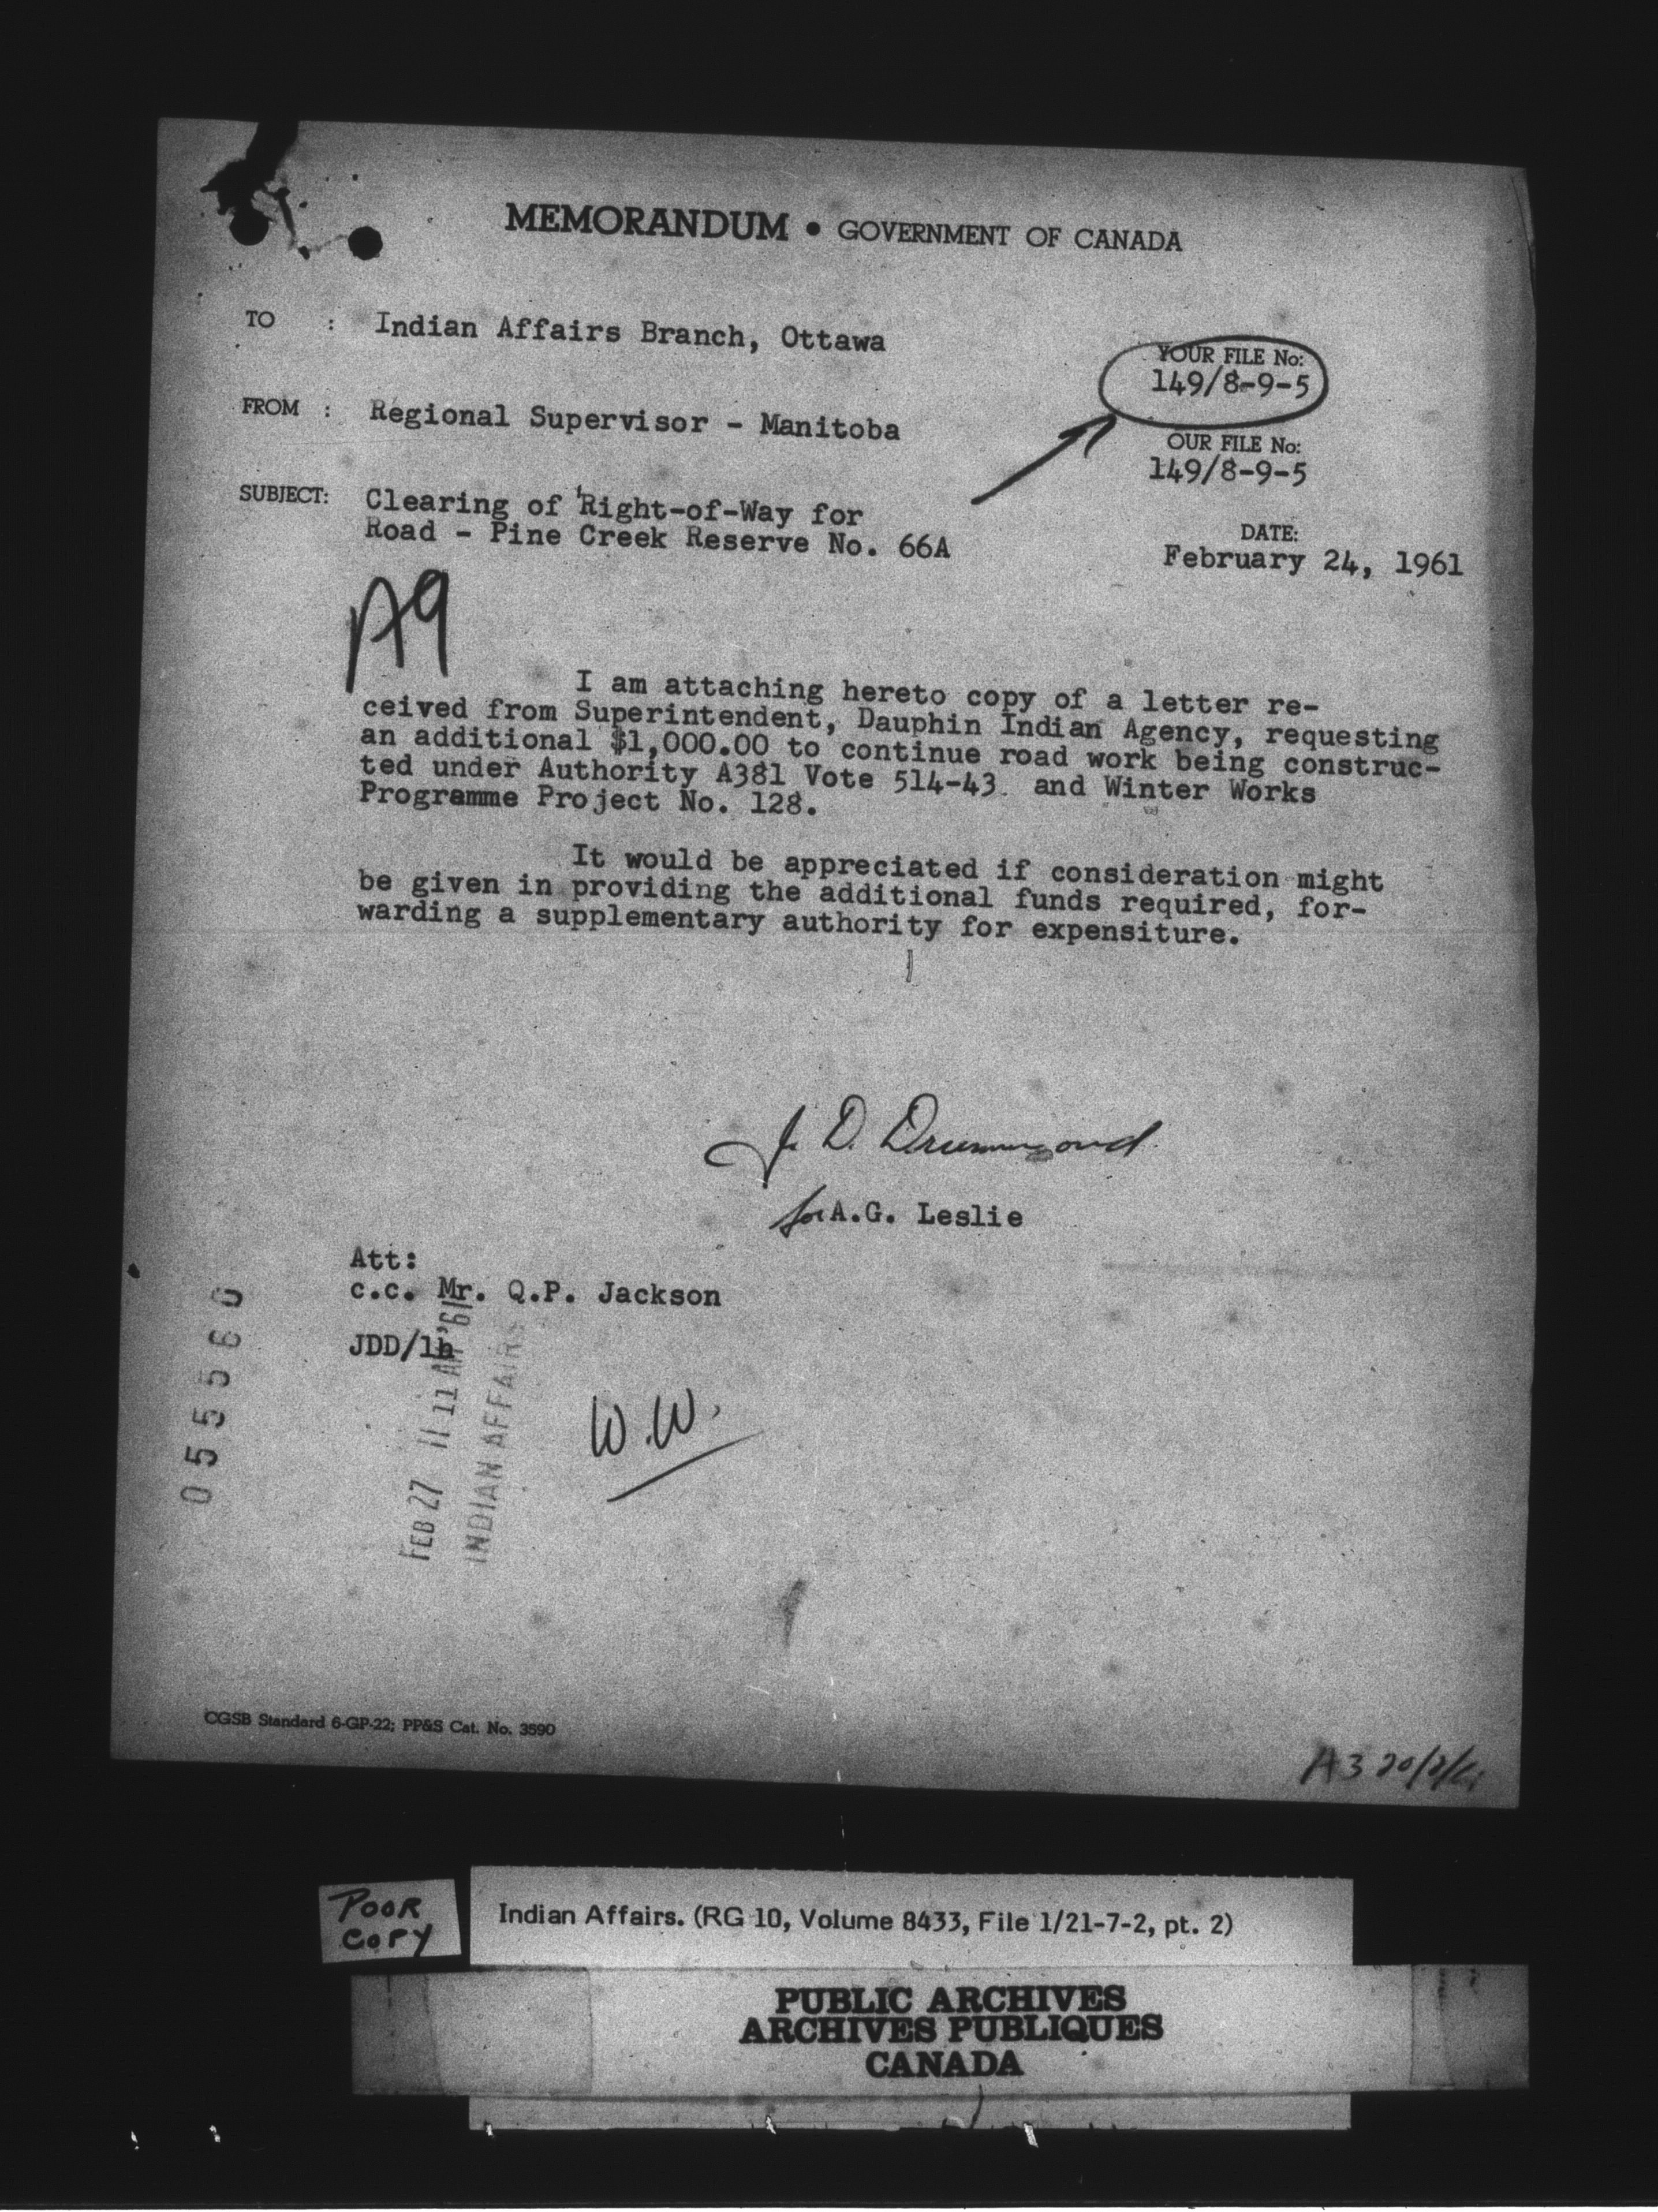 MEMORANDUM • GOVERNMENT OF CANADA
TO : Indian Affairs Branch, Ottawa
YOUR FILE No:
149/8-9-5
FROM : Regional Supervisor - Manitoba
OUR FILE No:
149/8-9-5
SUBJECT: Clearing of Right-of-Way for
Road - Pine Creek Reserve No. 66A
DATE:
February 24, 1961
A9
I am attaching hereto copy of a letter re-
ceived from Superintendent, Dauphin Indian Agency, requesting
an additional $1,000.00 to continue road work being construc-
ted under Authority A381 Vote 514-43 and Winter Works
Programme Project No. 128.
It would be appreciated if consideration might
be given in providing the additional funds required, for-
warding a supplementary authority for expensiture.
J. D. Drummond
for A.G. Leslie
Att:
c.c. Mr. Q.P. Jackson
JDD/lh
055560
FEB 27 11 11 AM '61
INDIAN AFFAIRS
W.W.
CGSB Standard 6-GP-22; PP&S Cat. No. 3590
A3
POOR
COPY
Indian Affairs. (RG 10, Volume 8433, File 1/21-7-2, pt. 2)
PUBLIC ARCHIVES
ARCHIVES PUBLIQUES
CANADA